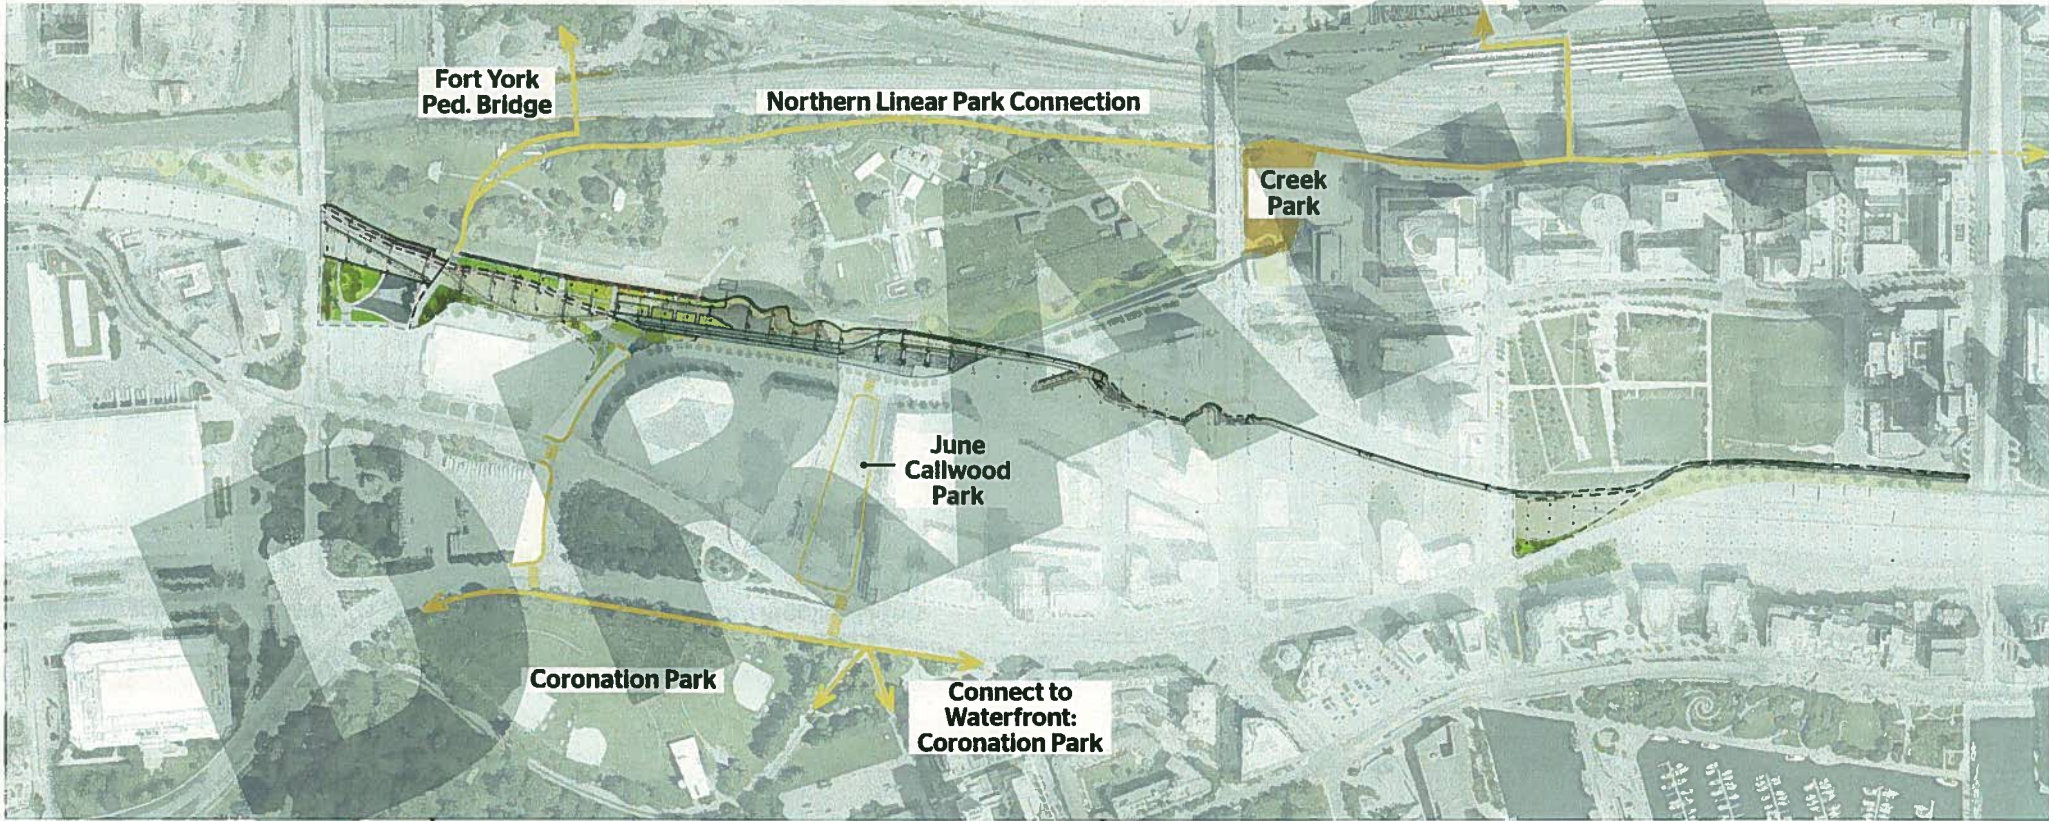 Fort York
Ped. Bridge
Northern Linear Park Connection
Creek
Park
June
Callwood
Park
Coronation Park
Connect to
Waterfront:
Coronation Park
DRAFT